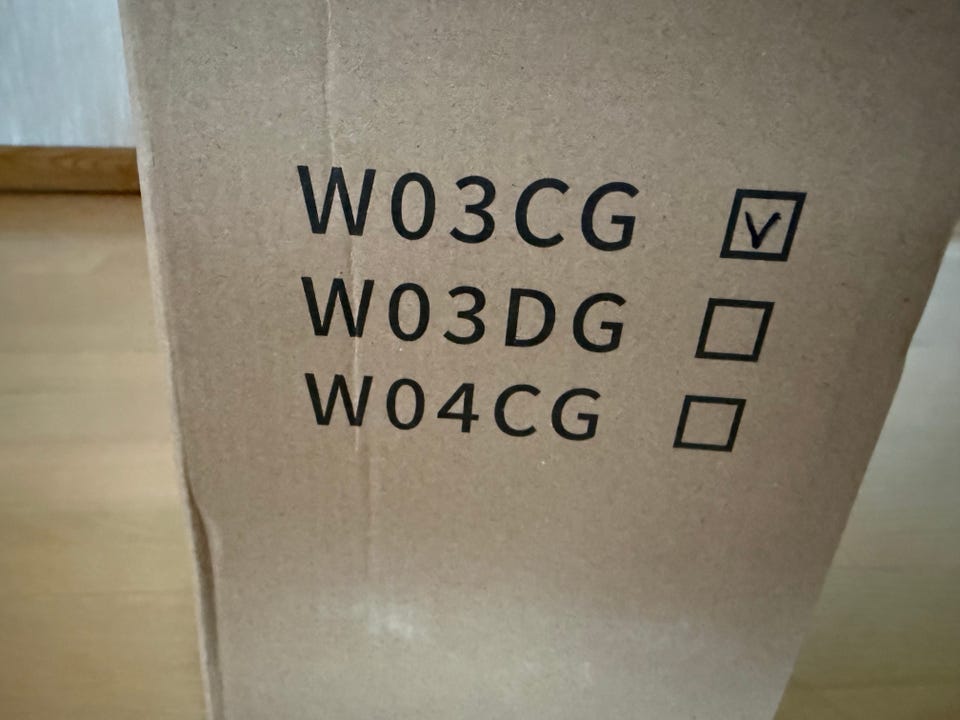 W03CG ☑
W03DG ☐
W04CG ☐